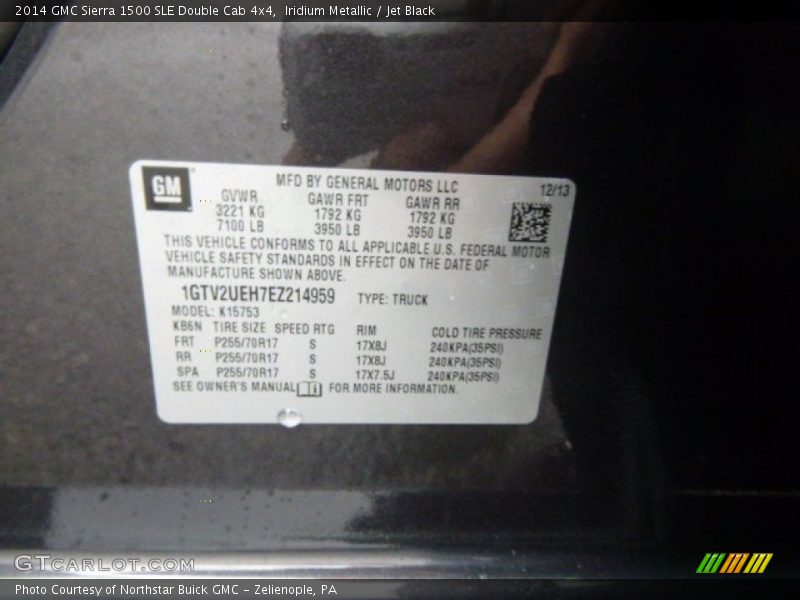 2014 GMC Sierra 1500 SLE Double Cab 4x4, Iridium Metallic / Jet Black
GM
MFD BY GENERAL MOTORS LLC 12/13
GVWR GAWR FRT GAWR RR
3221 KG 1792 KG 1792 KG
7100 LB 3950 LB 3950 LB
THIS VEHICLE CONFORMS TO ALL APPLICABLE U.S. FEDERAL MOTOR
VEHICLE SAFETY STANDARDS IN EFFECT ON THE DATE OF
MANUFACTURE SHOWN ABOVE.
1GTV2UEH7EZ214959 TYPE: TRUCK
MODEL: K15753
KB6N TIRE SIZE SPEED RTG RIM COLD TIRE PRESSURE
FRT P255/70R17 S 17X8J 240KPA(35PSI)
RR P255/70R17 S 17X8J 240KPA(35PSI)
SPA P255/70R17 S 17X7.5J 240KPA(35PSI)
SEE OWNER'S MANUAL FOR MORE INFORMATION.
GTCARLOT.COM
Photo Courtesy of Northstar Buick GMC - Zelienople, PA